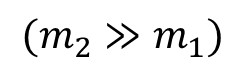 (m₂ ≫ m₁)